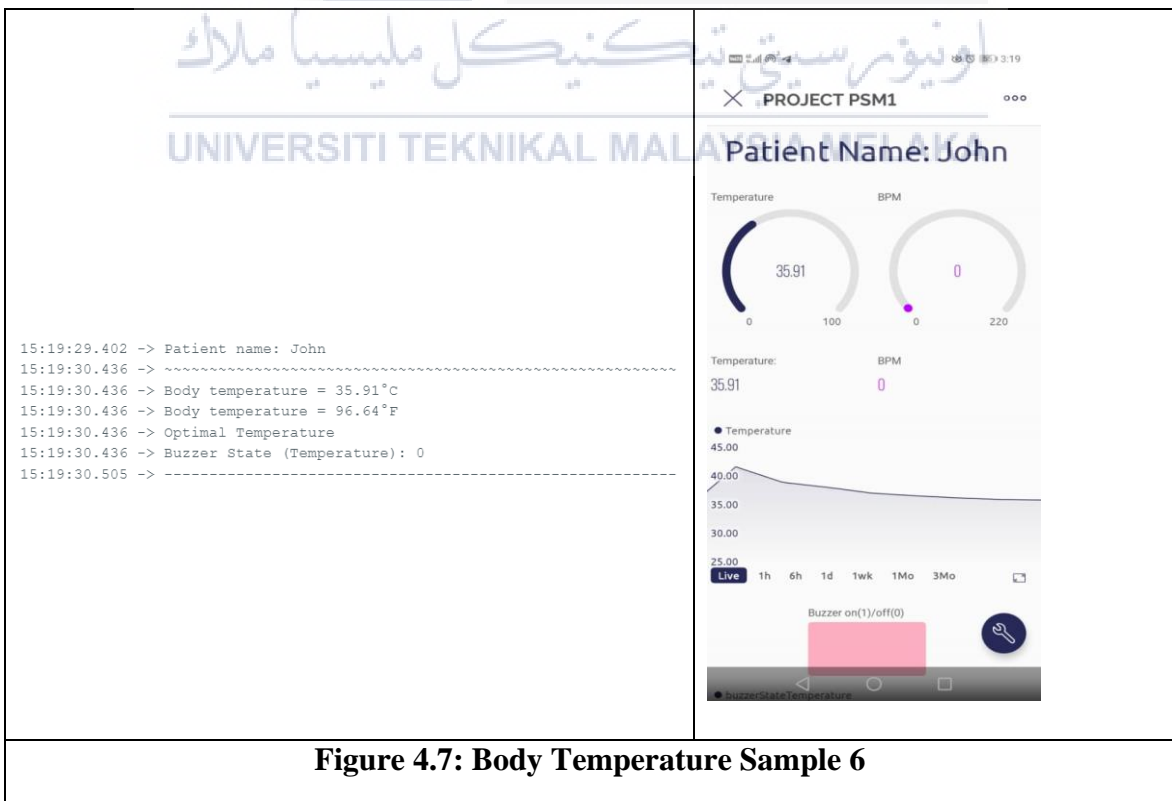 اونيۏرسيتي تيكنيكل مليسيا ملاك
UNIVERSITI TEKNIKAL MALAYSIA MELAKA
15:19:29.402 -> Patient name: John
15:19:30.436 -> ~~~~~~~~~~~~~~~~~~~~~~~~~~~~~~~~~~~~~~~~~~~~~~~~~~~~~~~~~
15:19:30.436 -> Body temperature = 35.91°C
15:19:30.436 -> Body temperature = 96.64°F
15:19:30.436 -> Optimal Temperature
15:19:30.436 -> Buzzer State (Temperature): 0
15:19:30.505 -> ---------------------------------------------------------
3:19
PROJECT PSM1
Patient Name: John
Temperature BPM
35.91 0
0 100 0 220
Temperature: BPM
35.91 0
Temperature
45.00
40.00
35.00
30.00
25.00
Live 1h 6h 1d 1wk 1Mo 3Mo
Buzzer on(1)/off(0)
buzzerStateTemperature
Figure 4.7: Body Temperature Sample 6